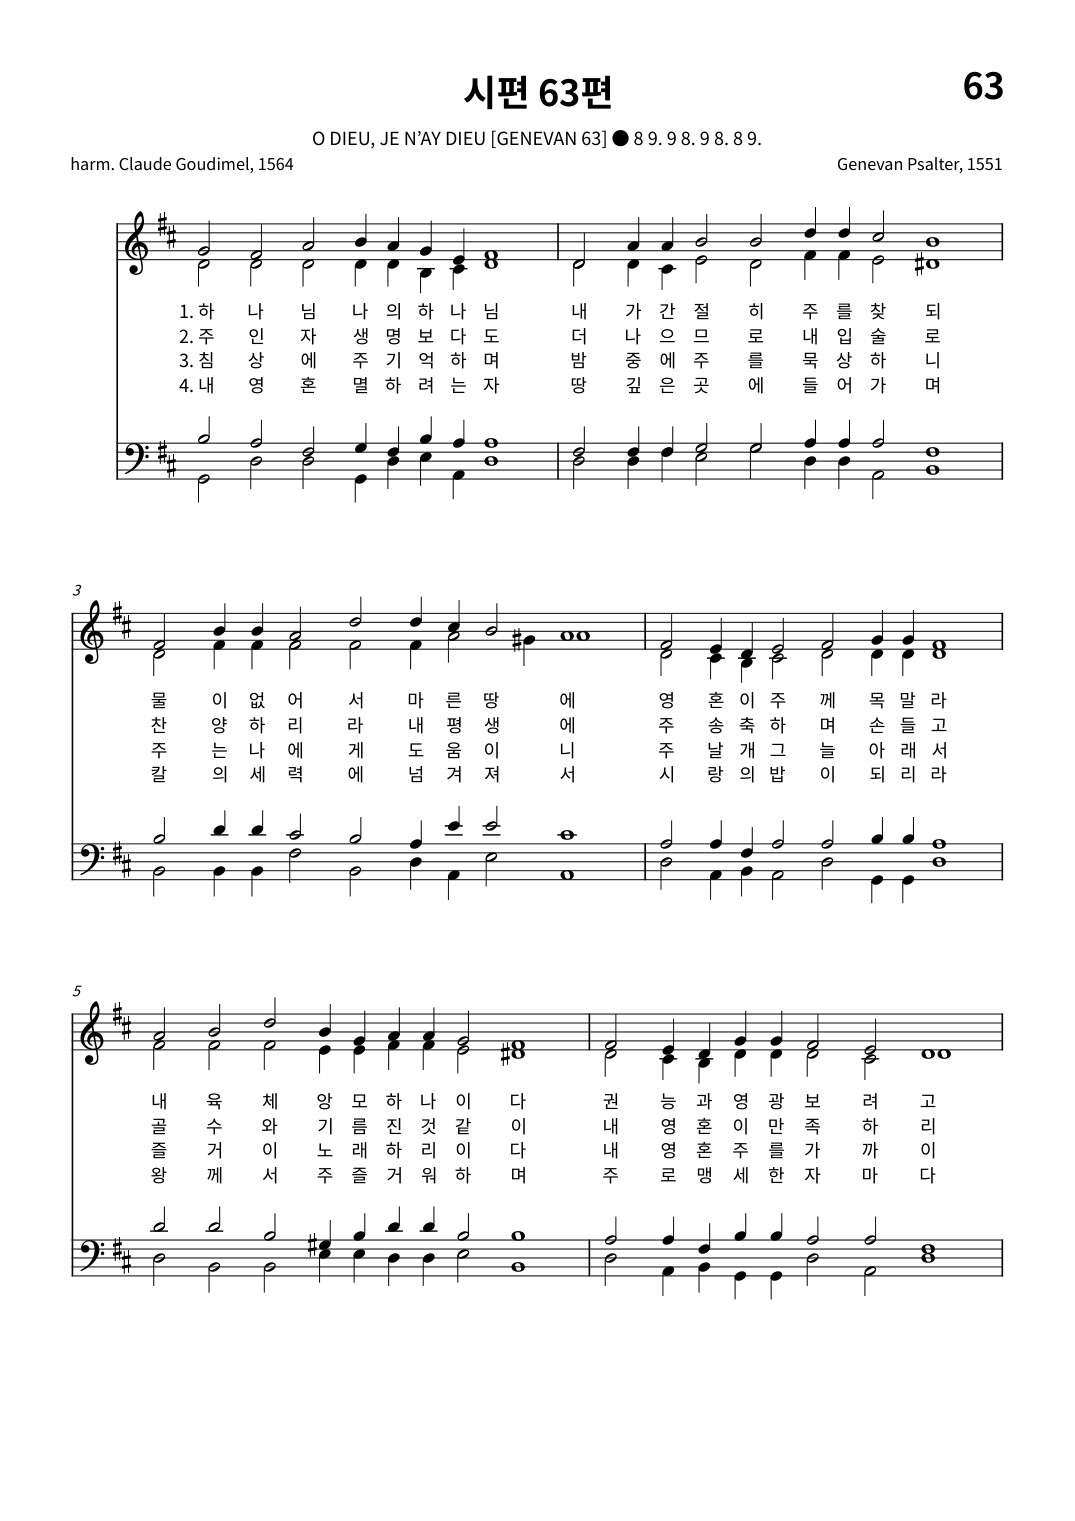 시편 63편
63
O DIEU, JE N’AY DIEU [GENEVAN 63] ● 8 9. 9 8. 9 8. 8 9.
harm. Claude Goudimel, 1564
Genevan Psalter, 1551
1. 하 나 님 나 의 하 나 님 내 가 간 절 히 주 를 찾 되
2. 주 인 자 생 명 보 다 도 더 나 으 므 로 내 입 술 로
3. 침 상 에 주 기 억 하 며 밤 중 에 주 를 묵 상 하 니
4. 내 영 혼 멸 하 려 는 자 땅 깊 은 곳 에 들 어 가 며
3
물 이 없 어 서 마 른 땅 에 영 혼 이 주 께 목 말 라
찬 양 하 리 라 내 평 생 에 주 송 축 하 며 손 들 고
주 는 나 에 게 도 움 이 니 주 날 개 그 늘 아 래 서
칼 의 세 력 에 넘 겨 져 서 시 랑 의 밥 이 되 리 라
5
내 육 체 앙 모 하 나 이 다 권 능 과 영 광 보 려 고
골 수 와 기 름 진 것 같 이 내 영 혼 이 만 족 하 리
즐 거 이 노 래 하 리 이 다 내 영 혼 주 를 가 까 이
왕 께 서 주 즐 거 워 하 며 주 로 맹 세 한 자 마 다